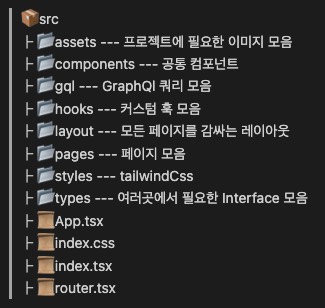 📦src
┣ 📂assets --- 프로젝트에 필요한 이미지 모음
┣ 📂components --- 공통 컴포넌트
┣ 📂gql --- GraphQl 쿼리 모음
┣ 📂hooks --- 커스텀 훅 모음
┣ 📂layout --- 모든 페이지를 감싸는 레이아웃
┣ 📂pages --- 페이지 모음
┣ 📂styles --- tailwindCss
┣ 📂types --- 여러곳에서 필요한 Interface 모음
┣ 📜App.tsx
┣ 📜index.css
┣ 📜index.tsx
┣ 📜router.tsx